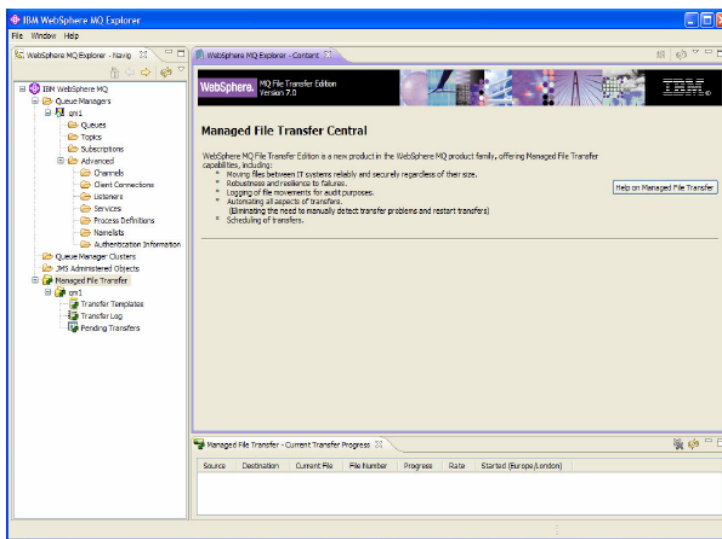 IBM WebSphere MQ Explorer
File Window Help
WebSphere MQ Explorer - Navig
IBM WebSphere MQ
Queue Managers
qm1
Queues
Topics
Subscriptions
Advanced
Channels
Client Connections
Listeners
Services
Process Definitions
Namelists
Authentication Information
Queue Manager Clusters
JMS Administered Objects
Managed File Transfer
qm1
Transfer Templates
Transfer Log
Pending Transfers
WebSphere MQ Explorer - Content
WebSphere. MQ File Transfer Edition
Version 7.0
IBM
Managed File Transfer Central
WebSphere MQ File Transfer Edition is a new product in the WebSphere MQ product family, offering Managed File Transfer
capabilities, including:
* Moving files between IT systems reliably and securely regardless of their size.
* Robustness and resilience to failures.
* Logging of file movements for audit purposes.
* Automating all aspects of transfers.
(Eliminating the need to manually detect transfer problems and restart transfers)
* Scheduling of transfers.
Help on Managed File Transfer
Managed File Transfer - Current Transfer Progress
Source Destination Current File File Number Progress Rate Started (Europe/London)